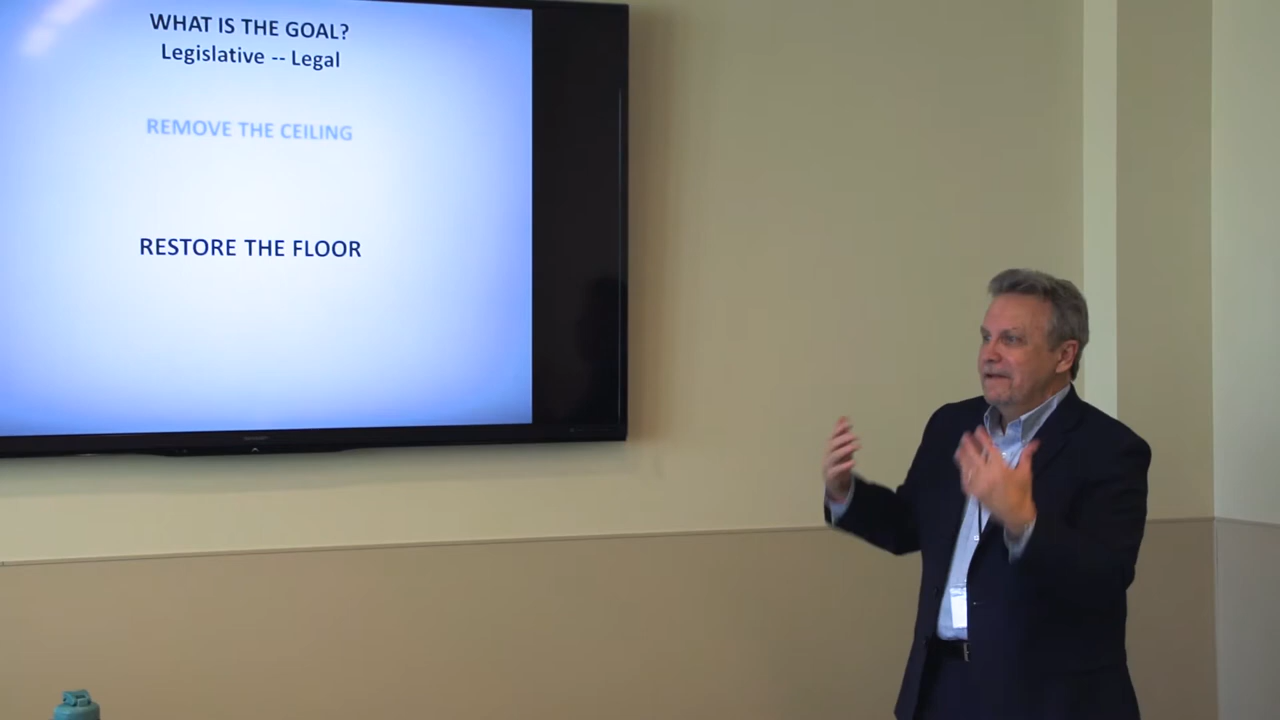 WHAT IS THE GOAL?
Legislative -- Legal
REMOVE THE CEILING
RESTORE THE FLOOR